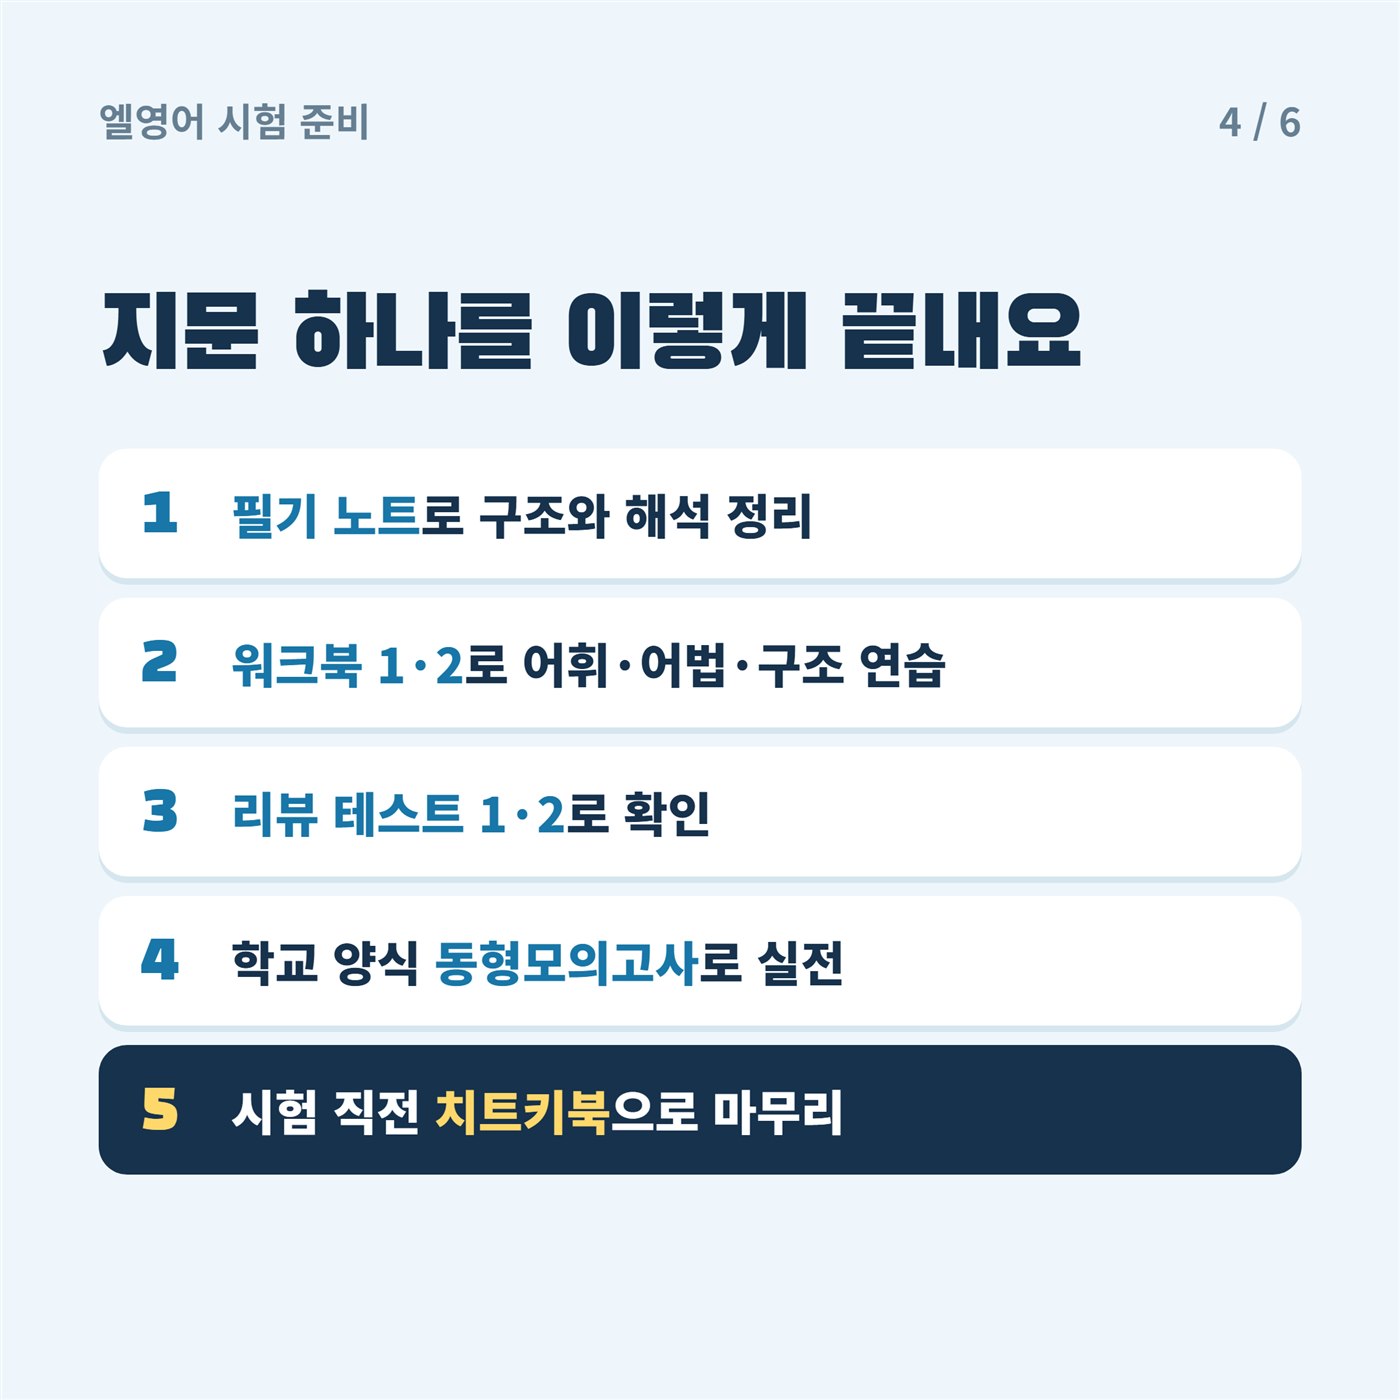 엘영어 시험 준비
4 / 6
지문 하나를 이렇게 끝내요
1 필기 노트로 구조와 해석 정리
2 워크북 1·2로 어휘·어법·구조 연습
3 리뷰 테스트 1·2로 확인
4 학교 양식 동형모의고사로 실전
5 시험 직전 치트키북으로 마무리